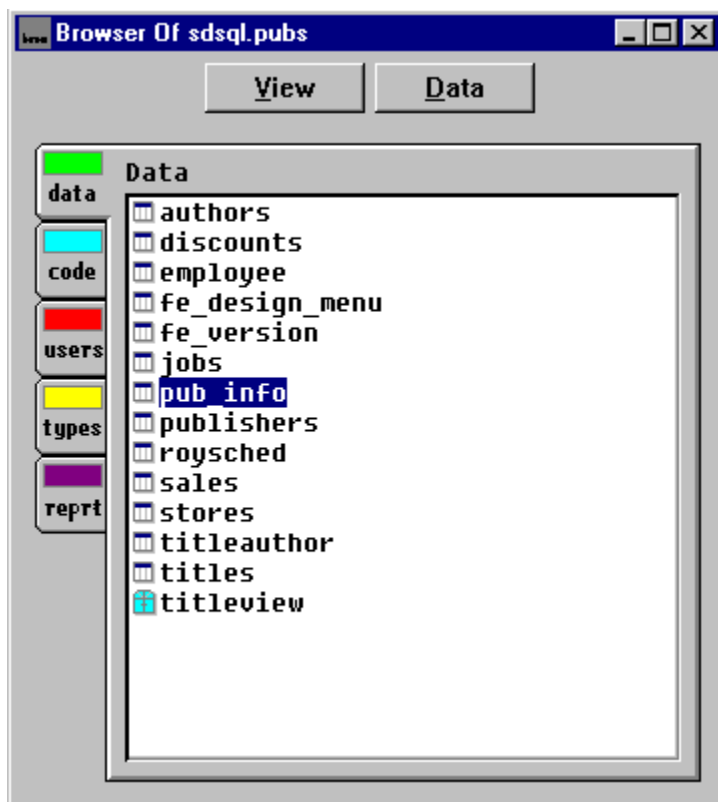 Browser Of sdsql.pubs
View Data
Data
data
code
users
types
reprt
authors
discounts
employee
fe_design_menu
fe_version
jobs
pub_info
publishers
roysched
sales
stores
titleauthor
titles
titleview